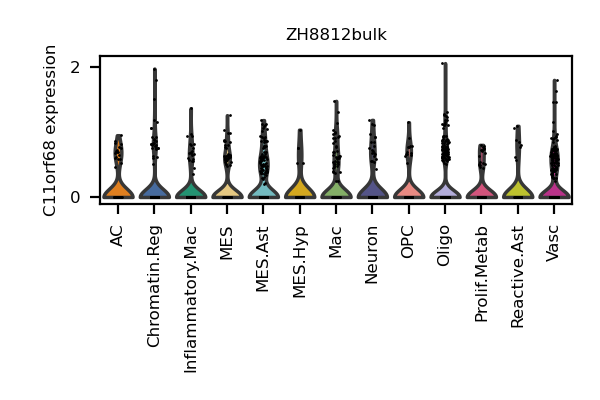 ZH8812bulk
C11orf68 expression
2
0
AC
Chromatin.Reg
Inflammatory.Mac
MES
MES.Ast
MES.Hyp
Mac
Neuron
OPC
Oligo
Prolif.Metab
Reactive.Ast
Vasc